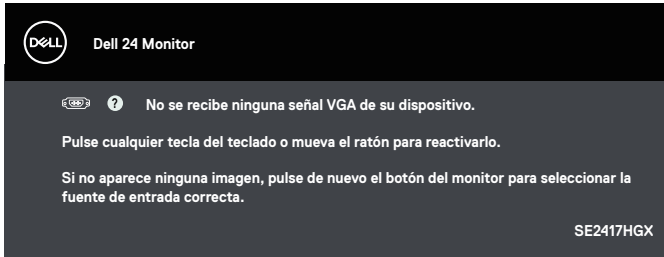 DELL
Dell 24 Monitor
? No se recibe ninguna señal VGA de su dispositivo.
Pulse cualquier tecla del teclado o mueva el ratón para reactivarlo.
Si no aparece ninguna imagen, pulse de nuevo el botón del monitor para seleccionar la
fuente de entrada correcta.
SE2417HGX